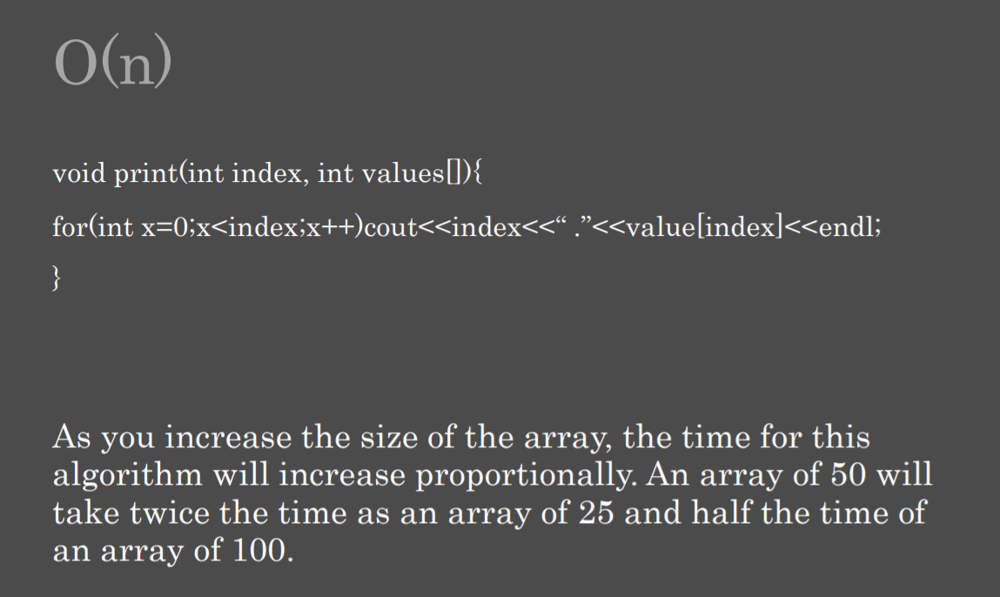 O(n)
void print(int index, int values[]){
for(int x=0;x<index;x++)cout<<index<<“ .”<<value[index]<<endl;
}
As you increase the size of the array, the time for this
algorithm will increase proportionally. An array of 50 will
take twice the time as an array of 25 and half the time of
an array of 100.